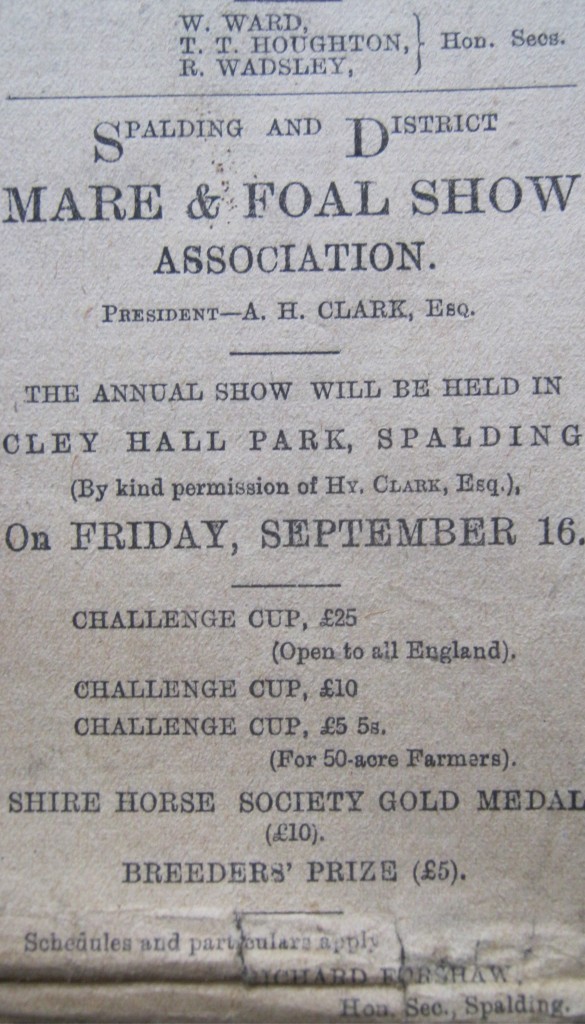 W. WARD,
T. T. HOUGHTON, } Hon. Secs.
R. WADSLEY,
SPALDING AND DISTRICT
MARE & FOAL SHOW
ASSOCIATION.
PRESIDENT—A. H. CLARK, ESQ.
THE ANNUAL SHOW WILL BE HELD IN
CLEY HALL PARK, SPALDING
(By kind permission of HY. CLARK, Esq.),
On FRIDAY, SEPTEMBER 16.
CHALLENGE CUP, £25
(Open to all England).
CHALLENGE CUP, £10
CHALLENGE CUP, £5 5s.
(For 50-acre Farmers).
SHIRE HORSE SOCIETY GOLD MEDAL
(£10).
BREEDERS' PRIZE (£5).
Schedules and particulars apply
RICHARD FORSHAW,
Hon. Sec., Spalding.